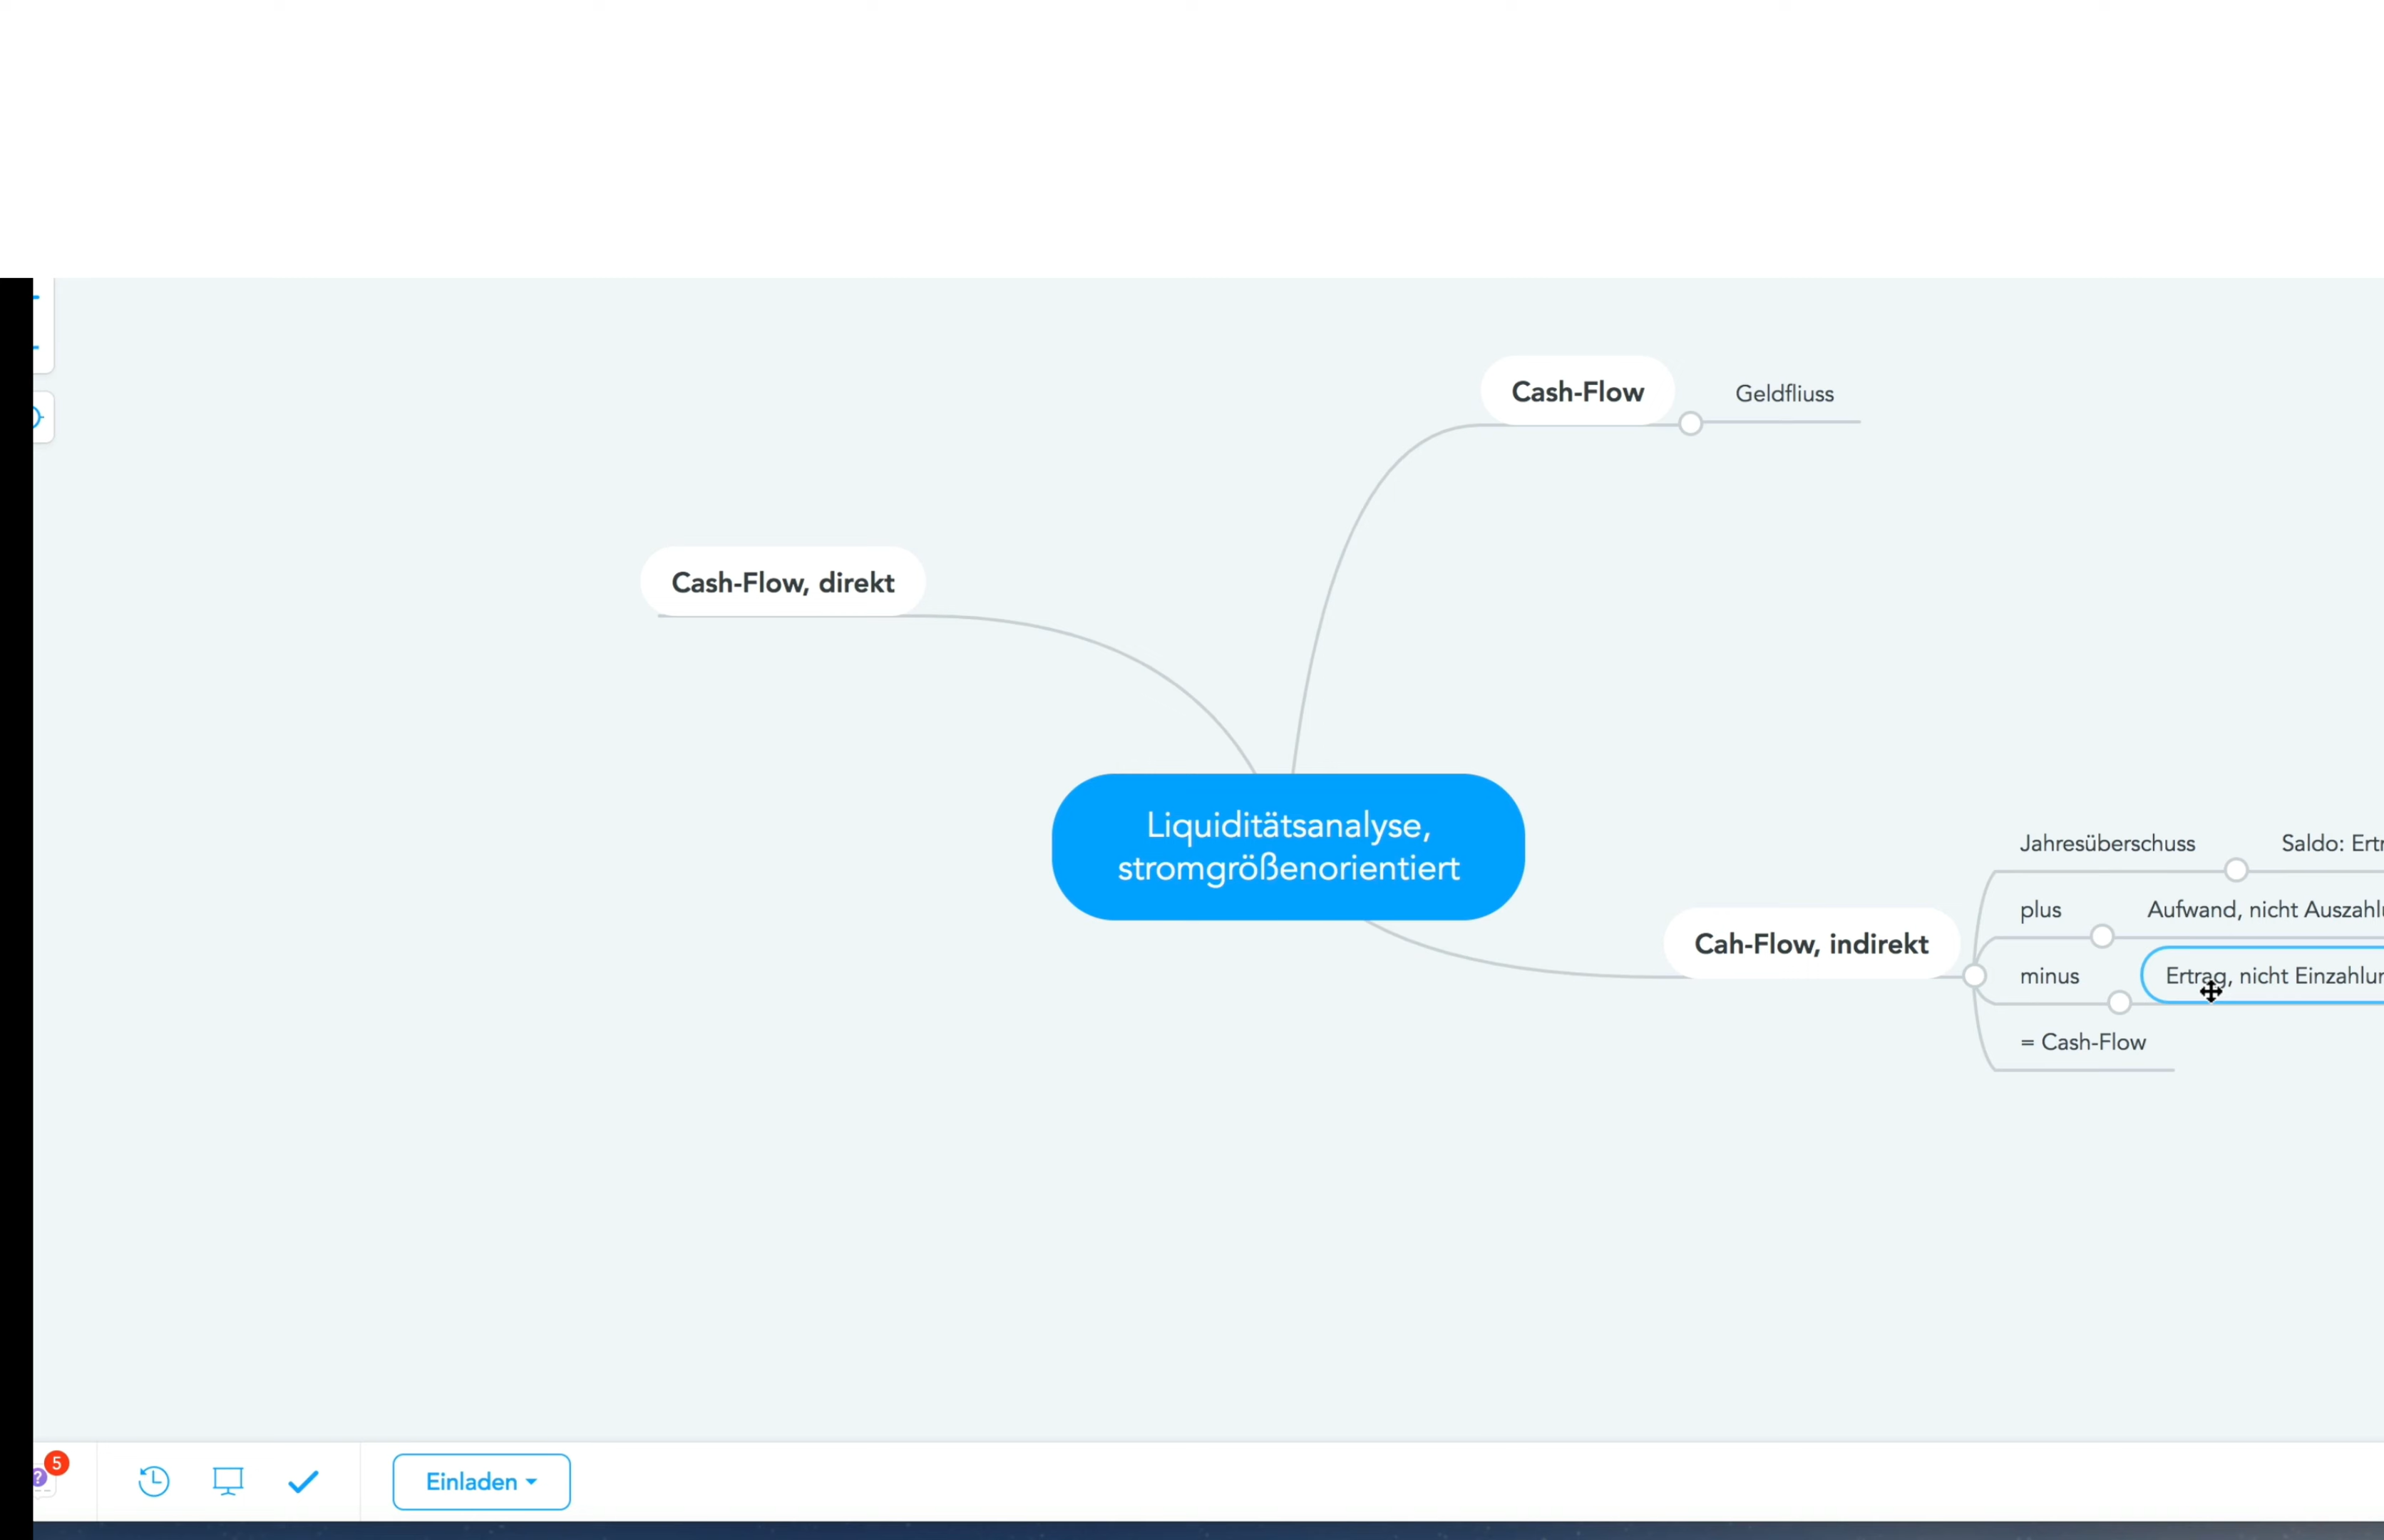 Cash-Flow
Geldfliuss
Cash-Flow, direkt
Liquiditätsanalyse,
stromgrößenorientiert
Cah-Flow, indirekt
Jahresüberschuss
Saldo:
plus
Aufwand, nicht
minus
Ertrag, nicht
= Cash-Flow
5
?
Einladen